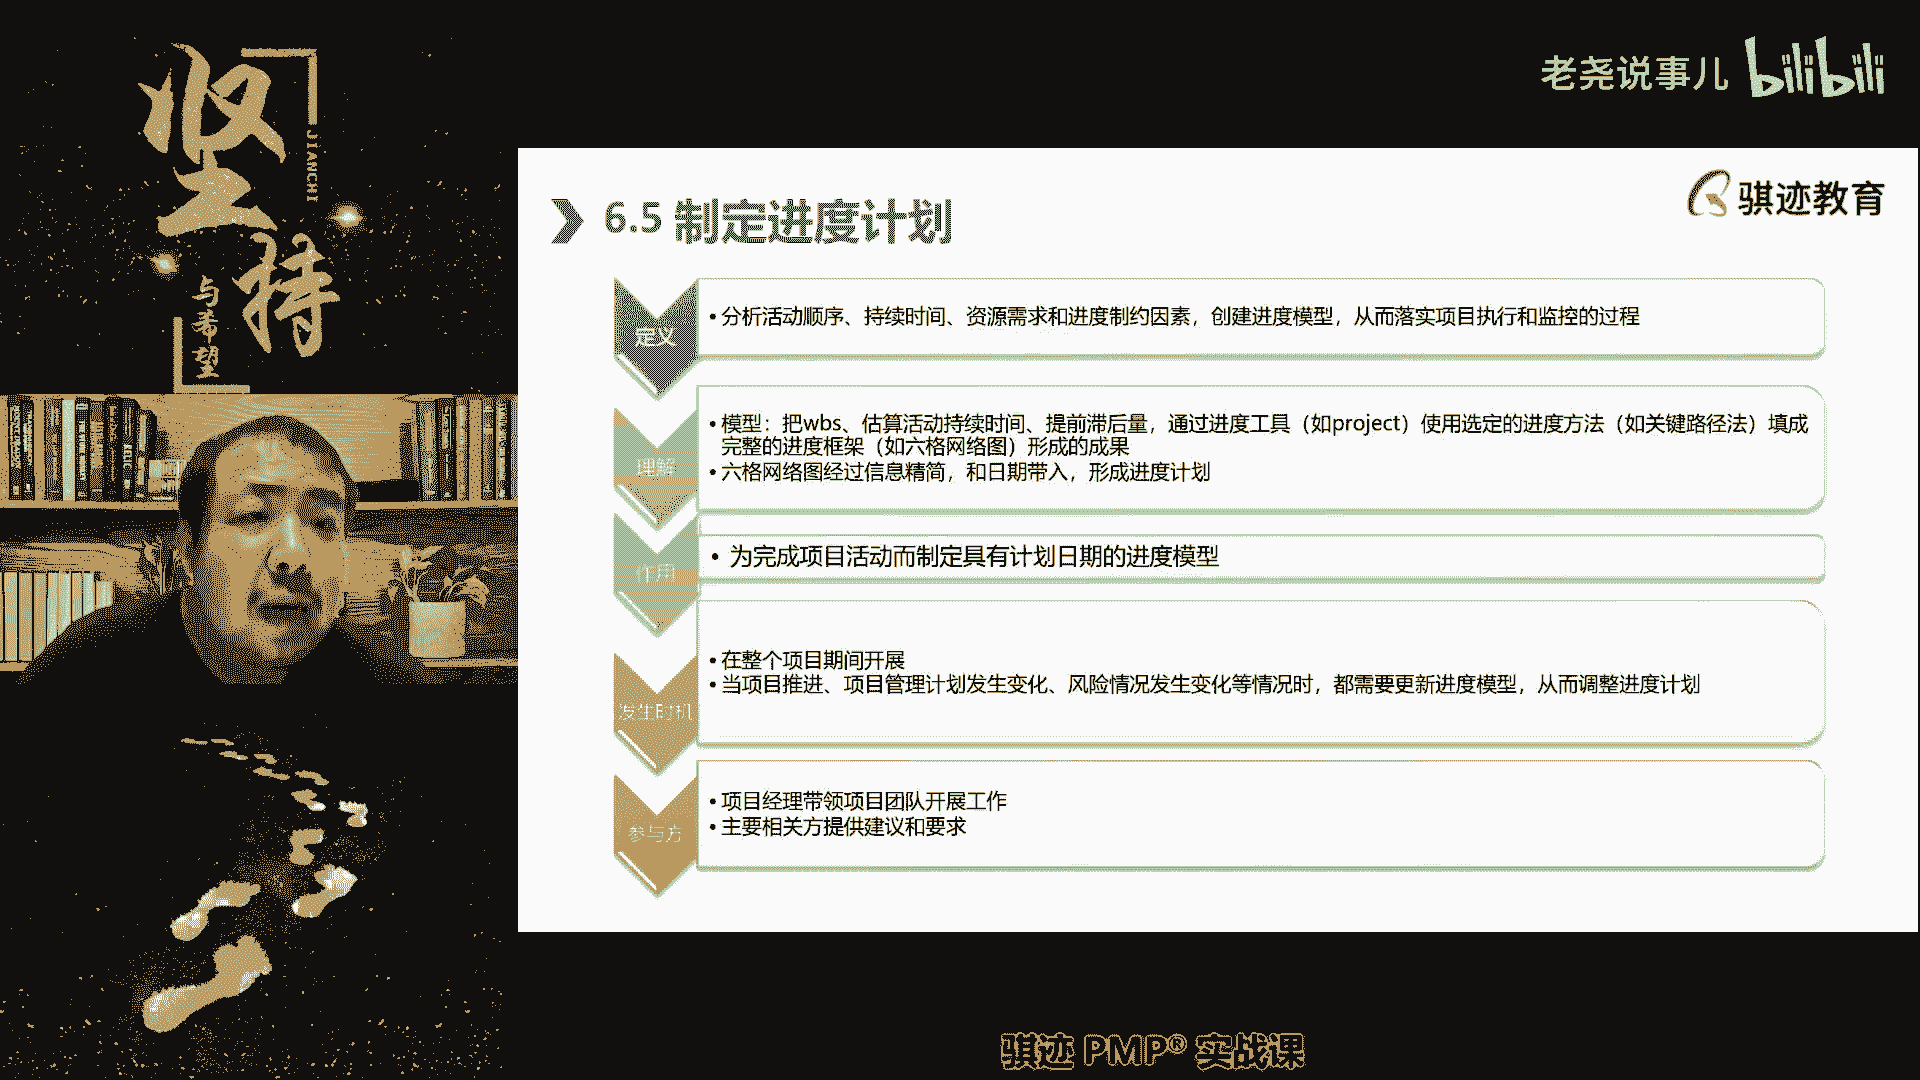 坚持
JIANCHI
与希望
老尧说事儿 bilibili
骐迹教育
6.5 制定进度计划
定义
•分析活动顺序、持续时间、资源需求和进度制约因素，创建进度模型，从而落实项目执行和监控的过程
理解
•模型：把wbs、估算活动持续时间、提前滞后量，通过进度工具（如project）使用选定的进度方法（如关键路径法）填成
完整的进度框架（如六格网络图）形成的成果
•六格网络图经过信息精简，和日期带入，形成进度计划
作用
• 为完成项目活动而制定具有计划日期的进度模型
发生时机
•在整个项目期间开展
•当项目推进、项目管理计划发生变化、风险情况发生变化等情况时，都需要更新进度模型，从而调整进度计划
参与方
•项目经理带领项目团队开展工作
•主要相关方提供建议和要求
骐迹 PMP® 实战课